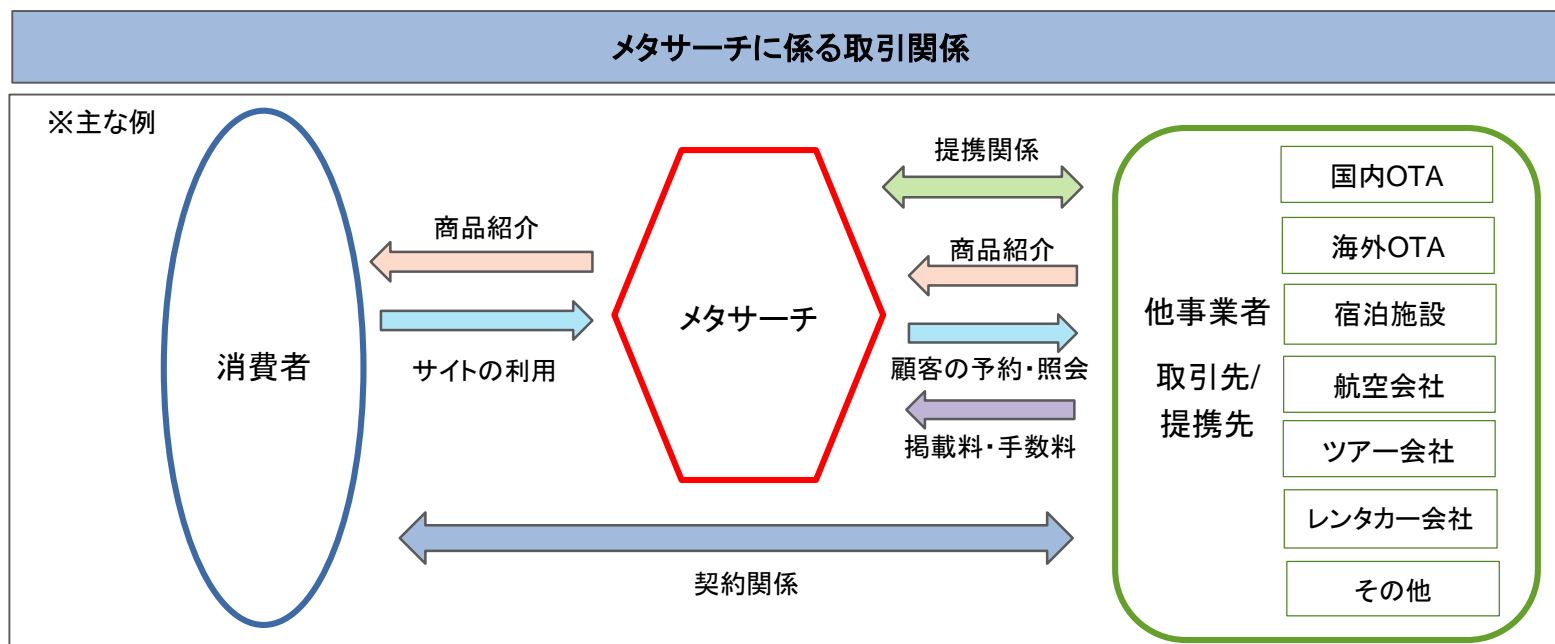 メタサーチに係る取引関係
※主な例
消費者
商品紹介
サイトの利用
メタサーチ
提携関係
商品紹介
顧客の予約・照会
掲載料・手数料
契約関係
他事業者
取引先/
提携先
国内OTA
海外OTA
宿泊施設
航空会社
ツアー会社
レンタカー会社
その他